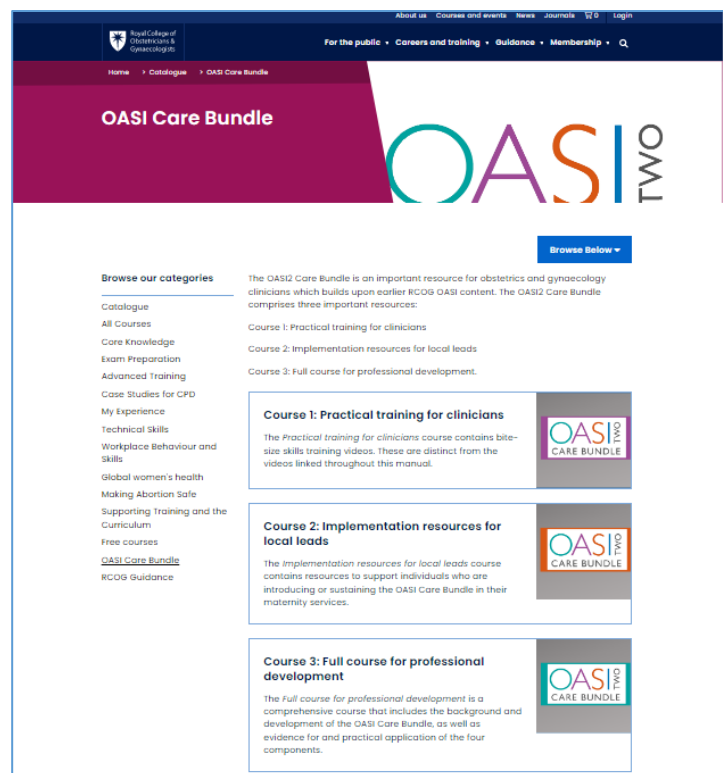 About us Courses and events News Journals 0 Login
Royal College of
Obstetricians &
Gynaecologists
For the public Careers and training Guidance Membership
Home > Catalogue > OASI Care Bundle
OASI Care Bundle
OASI TWO
Browse Below
Browse our categories
Catalogue
All Courses
Core Knowledge
Exam Preparation
Advanced Training
Case Studies for CPD
My Experience
Technical Skills
Workplace Behaviour and
Skills
Global women's health
Making Abortion Safe
Supporting Training and the
Curriculum
Free courses
OASI Care Bundle
RCOG Guidance
The OASI2 Care Bundle is an important resource for obstetrics and gynaecology
clinicians which builds upon earlier RCOG OASI content. The OASI2 Care Bundle
comprises three important resources:
Course 1: Practical training for clinicians
Course 2: Implementation resources for local leads
Course 3: Full course for professional development.
Course 1: Practical training for clinicians
The Practical training for clinicians course contains bite-
size skills training videos. These are distinct from the
videos linked throughout this manual.
OASI TWO
CARE BUNDLE
Course 2: Implementation resources for
local leads
The Implementation resources for local leads course
contains resources to support individuals who are
introducing or sustaining the OASI Care Bundle in their
maternity services.
OASI TWO
CARE BUNDLE
Course 3: Full course for professional
development
The Full course for professional development is a
comprehensive course that includes the background and
development of the OASI Care Bundle, as well as
evidence for and practical application of the four
components.
OASI TWO
CARE BUNDLE